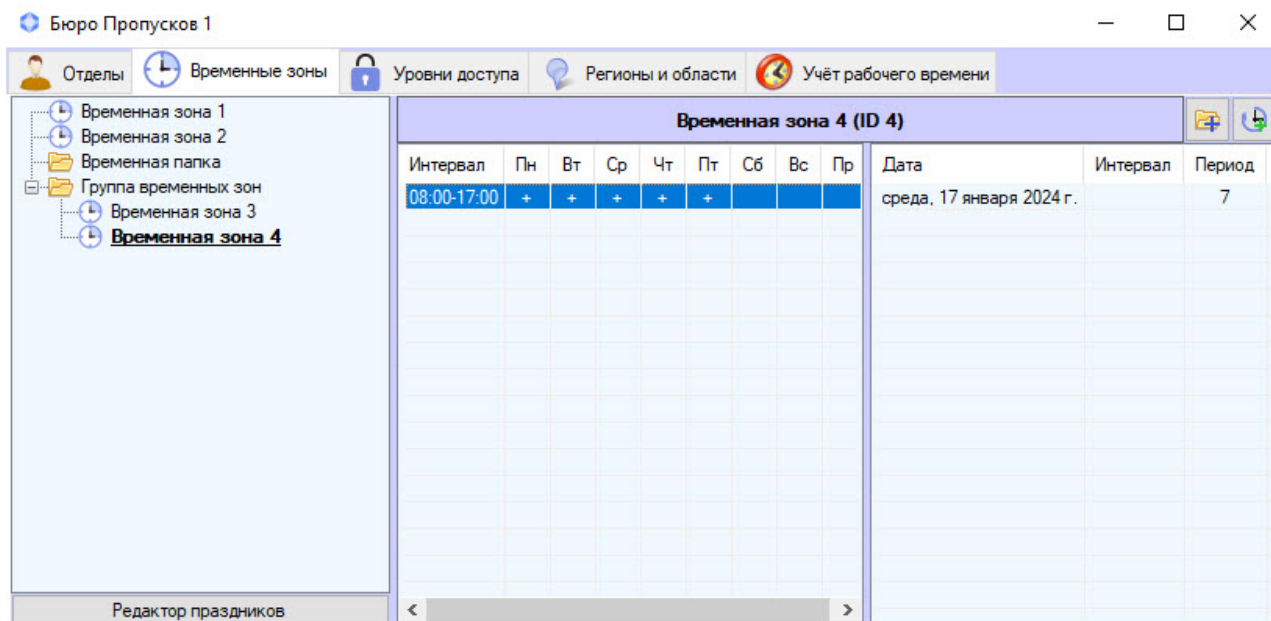 Бюро Пропусков 1
Отделы Временные зоны Уровни доступа Регионы и области Учёт рабочего времени
Временная зона 1
Временная зона 2
Временная папка
Группа временных зон
Временная зона 3
Временная зона 4
Редактор праздников
Временная зона 4 (ID 4)
Интервал Пн Вт Ср Чт Пт Сб Вс Пр
08:00-17:00 + + + + +
Дата Интервал Период
среда, 17 января 2024 г. 7